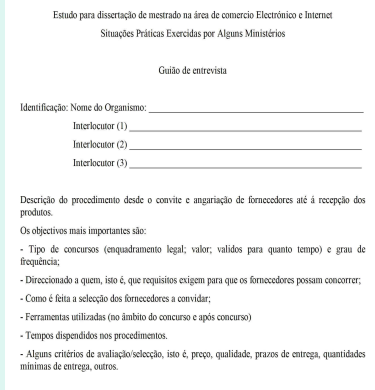 Estudo para dissertação de mestrado na área de comercio Electrónico e Internet
Situações Práticas Exercidas por Alguns Ministérios
Guião de entrevista
Identificação: Nome do Organismo: ___________________________________________
Interlocutor (1) _______________________________________________
Interlocutor (2) _______________________________________________
Interlocutor (3) _______________________________________________
Descrição do procedimento desde o convite e angariação de fornecedores até á recepção dos
produtos.
Os objectivos mais importantes são:
- Tipo de concursos (enquadramento legal; valor; validos para quanto tempo) e grau de
frequência;
- Direccionado a quem, isto é, que requisitos exigem para que os fornecedores possam concorrer;
- Como é feita a selecção dos fornecedores a convidar;
- Ferramentas utilizadas (no âmbito do concurso e após concurso)
- Tempos dispendidos nos procedimentos.
- Alguns critérios de avaliação/selecção, isto é, preço, qualidade, prazos de entrega, quantidades
mínimas de entrega, outros.